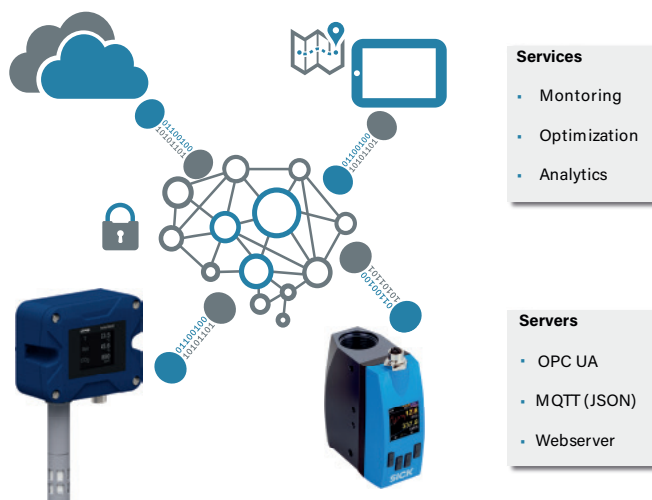 01100100
10101101
01100100
10101101
Services
Montoring
Optimization
Analytics
10101101
01100100
01100100
10101101
SICK
Servers
OPC UA
MQTT (JSON)
Webserver